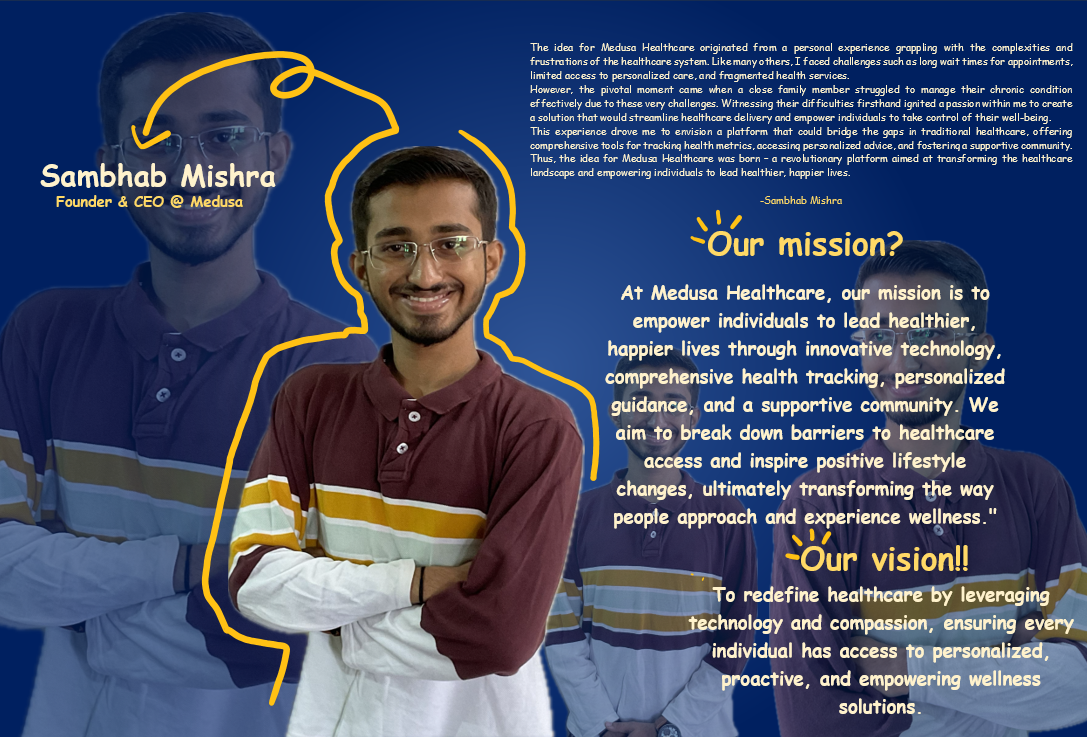 Sambhab Mishra
Founder & CEO @ Medusa
The idea for Medusa Healthcare originated from a personal experience grappling with the complexities and
frustrations of the healthcare system. Like many others, I faced challenges such as long wait times for appointments,
limited access to personalized care, and fragmented health services.
However, the pivotal moment came when a close family member struggled to manage their chronic condition
effectively due to these very challenges. Witnessing their difficulties firsthand ignited a passion within me to create
a solution that would streamline healthcare delivery and empower individuals to take control of their well-being.
This experience drove me to envision a platform that could bridge the gaps in traditional healthcare, offering
comprehensive tools for tracking health metrics, accessing personalized advice, and fostering a supportive community.
Thus, the idea for Medusa Healthcare was born – a revolutionary platform aimed at transforming the healthcare
landscape and empowering individuals to lead healthier, happier lives.
-Sambhab Mishra
Our mission?
At Medusa Healthcare, our mission is to
empower individuals to lead healthier,
happier lives through innovative technology,
comprehensive health tracking, personalized
guidance, and a supportive community. We
aim to break down barriers to healthcare
access and inspire positive lifestyle
changes, ultimately transforming the way
people approach and experience wellness."
Our vision!!
To redefine healthcare by leveraging
technology and compassion, ensuring every
individual has access to personalized,
proactive, and empowering wellness
solutions.